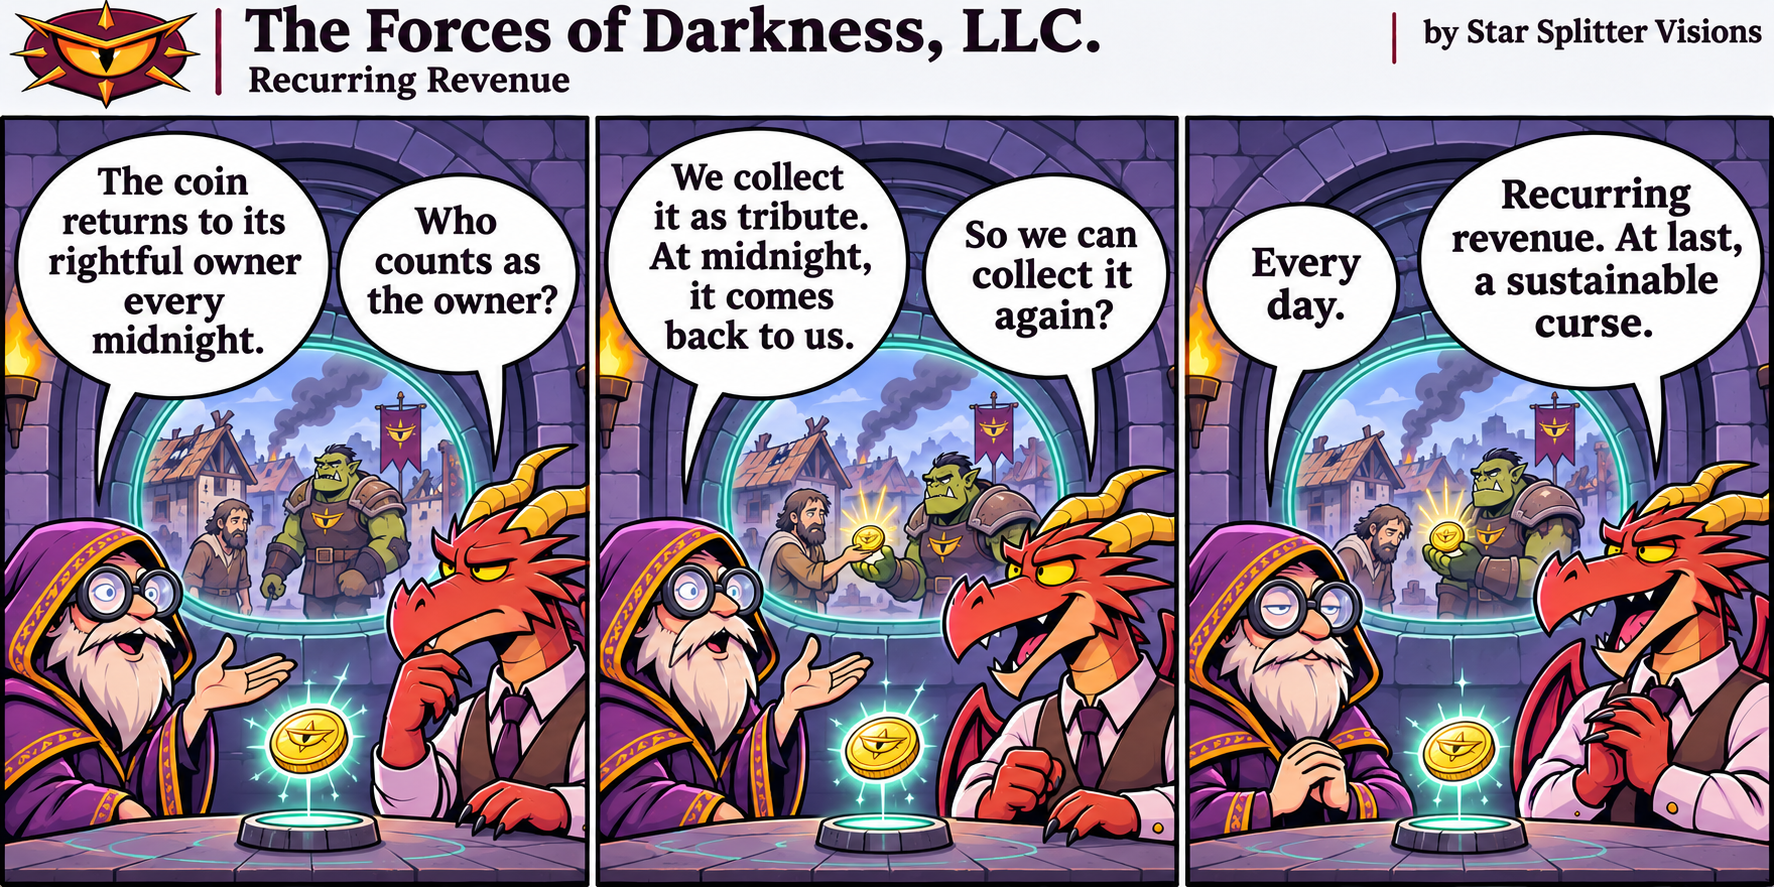 The Forces of Darkness, LLC.
Recurring Revenue
by Star Splitter Visions
The coin
returns to its
rightful owner
every
midnight.
Who
counts as
the owner?
We collect
it as tribute.
At midnight,
it comes
back to us.
So we can
collect it
again?
Every
day.
Recurring
revenue. At last,
a sustainable
curse.